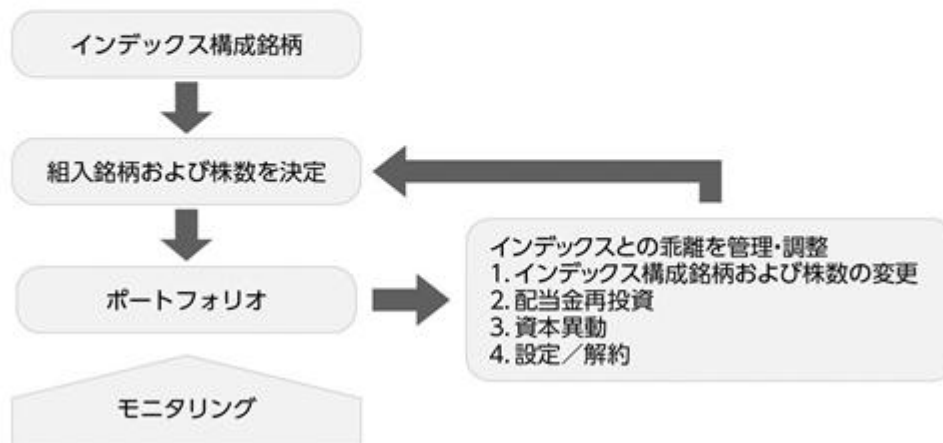 インデックス構成銘柄
組入銘柄および株数を決定
ポートフォリオ
インデックスとの乖離を管理・調整
1. インデックス構成銘柄および株数の変更
2. 配当金再投資
3. 資本異動
4. 設定／解約
モニタリング